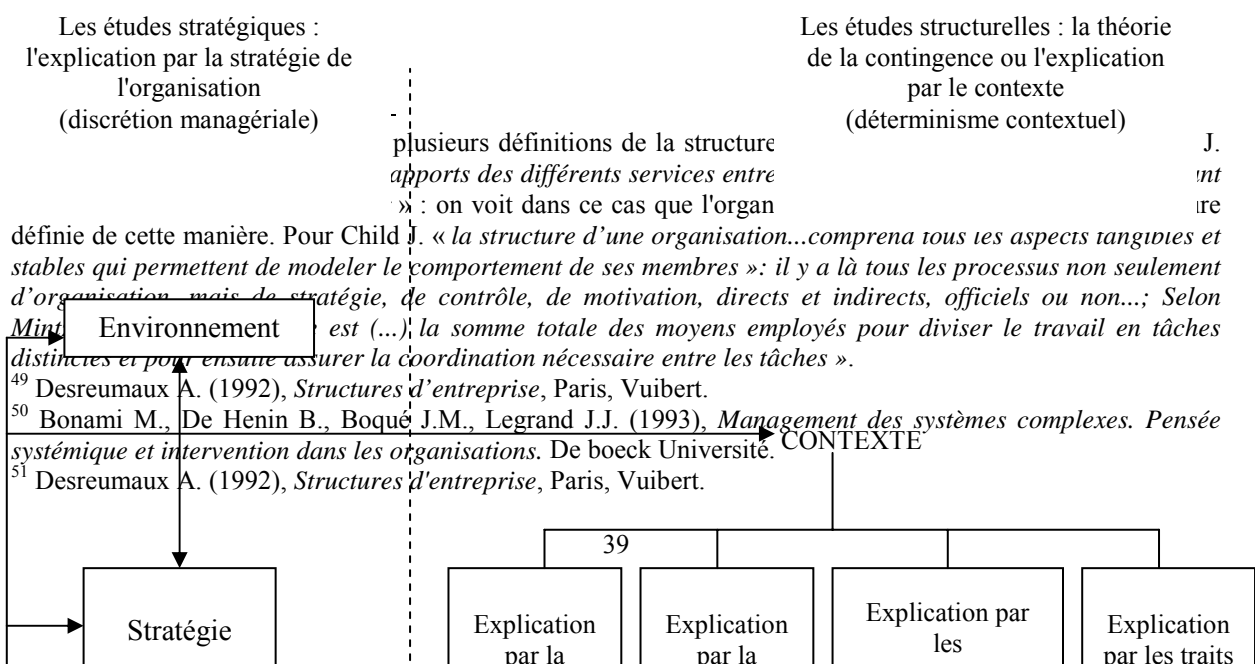 Les études stratégiques :
l'explication par la stratégie de
l'organisation
(discrétion managériale)
Les études structurelles : la théorie
de la contingence ou l'explication
par le contexte
(déterminisme contextuel)
plusieurs définitions de la structure J.
des différents services entre
» : on voit dans ce cas que
définie de cette manière. Pour Child J. « la structure d’une organisation...comprend tous les aspects tangibles et
stables qui permettent de modeler le comportement de ses membres »: il y a là tous les processus non seulement
d’organisation, mais de stratégie, de contrôle, de motivation, directs et indirects, officiels ou non...; Selon
est (...) la somme totale des moyens employés pour diviser le travail en tâches
distinctes et pour ensuite assurer la coordination nécessaire entre les tâches ».
Environnement
49 Desreumaux A. (1992), Structures d’entreprise, Paris, Vuibert.
50 Bonami M., De Henin B., Boqué J.M., Legrand J.J. (1993), Management des systèmes complexes. Pensée
systémique et intervention dans les organisations. De boeck Université.
CONTEXTE
51 Desreumaux A. (1992), Structures d'entreprise, Paris, Vuibert.
39
Stratégie
Explication
par la
Explication
par la
Explication par
les
Explication
par les traits